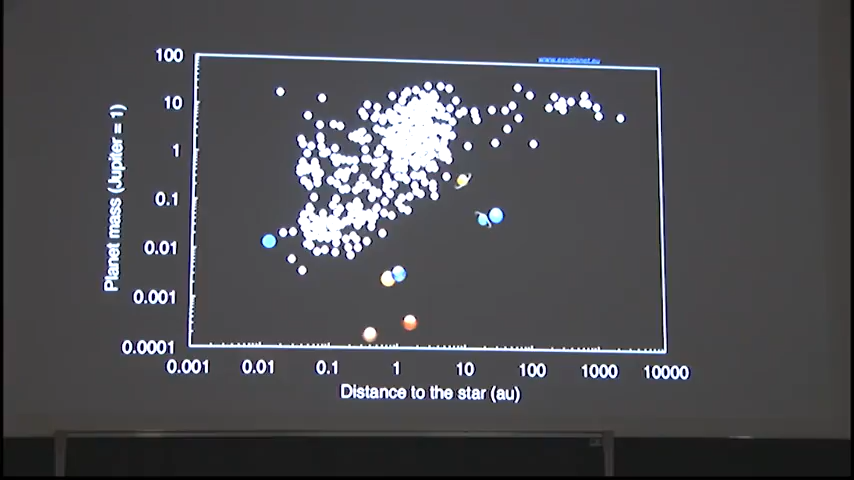 www.exoplanet.eu
100
10
1
0.1
0.01
0.001
0.0001
Planet mass (Jupiter = 1)
0.001 0.01 0.1 1 10 100 1000 10000
Distance to the star (au)